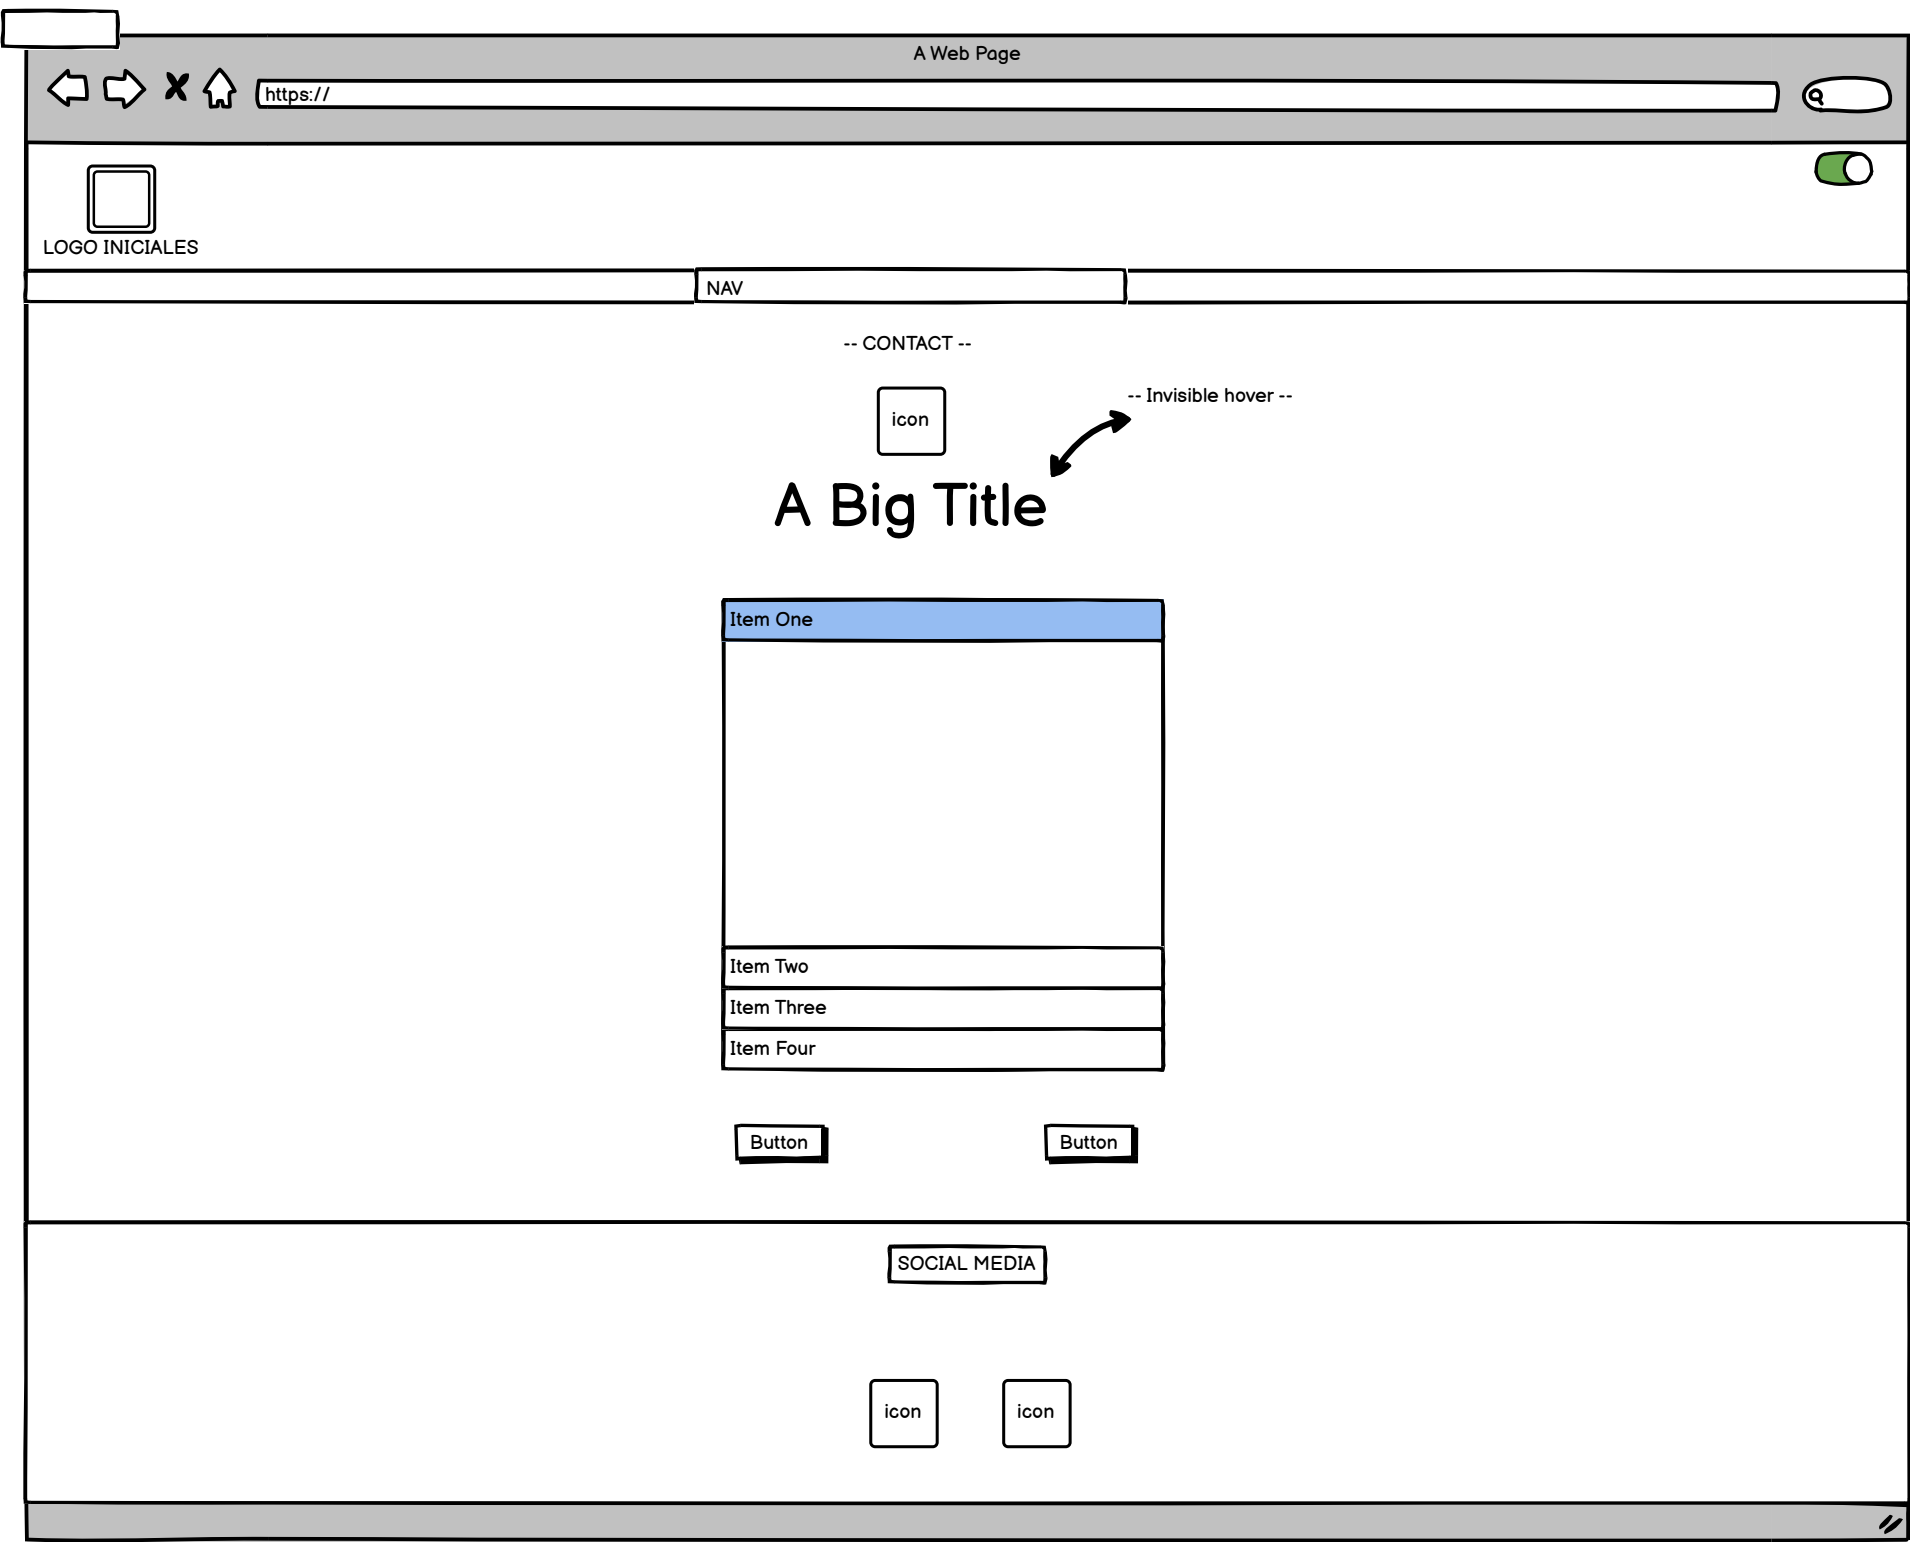 A Web Page
https://
LOGO INICIALES
NAV
-- CONTACT --
-- Invisible hover --
icon
A Big Title
Item One
Item Two
Item Three
Item Four
Button Button
SOCIAL MEDIA
icon icon